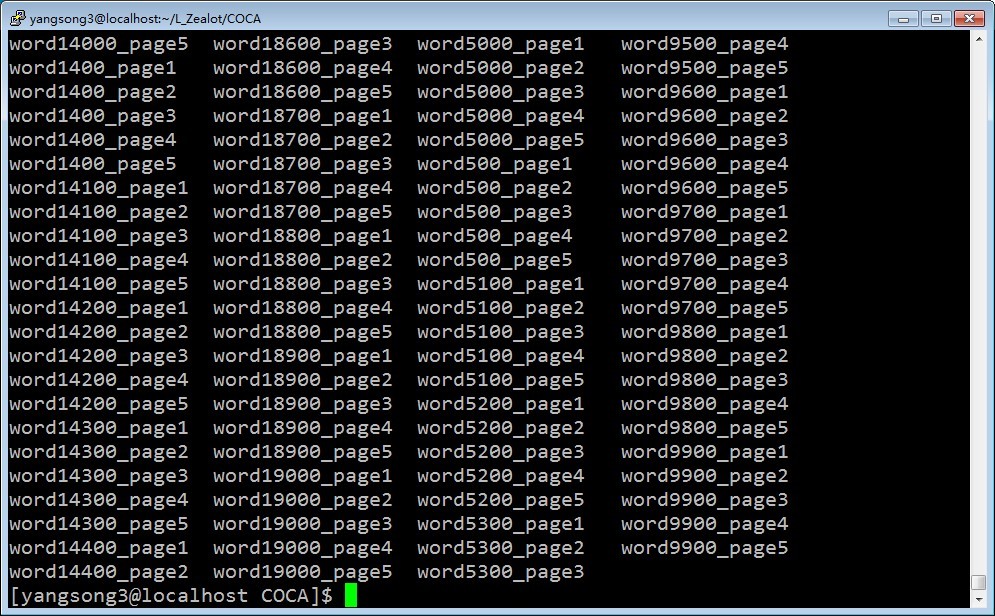 yangsong3@localhost:~/L_Zealot/COCA
word14000_page5 word18600_page3 word5000_page1 word9500_page4
word1400_page1 word18600_page4 word5000_page2 word9500_page5
word1400_page2 word18600_page5 word5000_page3 word9600_page1
word1400_page3 word18700_page1 word5000_page4 word9600_page2
word1400_page4 word18700_page2 word5000_page5 word9600_page3
word1400_page5 word18700_page3 word500_page1 word9600_page4
word14100_page1 word18700_page4 word500_page2 word9600_page5
word14100_page2 word18700_page5 word500_page3 word9700_page1
word14100_page3 word18800_page1 word500_page4 word9700_page2
word14100_page4 word18800_page2 word500_page5 word9700_page3
word14100_page5 word18800_page3 word5100_page1 word9700_page4
word14200_page1 word18800_page4 word5100_page2 word9700_page5
word14200_page2 word18800_page5 word5100_page3 word9800_page1
word14200_page3 word18900_page1 word5100_page4 word9800_page2
word14200_page4 word18900_page2 word5100_page5 word9800_page3
word14200_page5 word18900_page3 word5200_page1 word9800_page4
word14300_page1 word18900_page4 word5200_page2 word9800_page5
word14300_page2 word18900_page5 word5200_page3 word9900_page1
word14300_page3 word19000_page1 word5200_page4 word9900_page2
word14300_page4 word19000_page2 word5200_page5 word9900_page3
word14300_page5 word19000_page3 word5300_page1 word9900_page4
word14400_page1 word19000_page4 word5300_page2 word9900_page5
word14400_page2 word19000_page5 word5300_page3
[yangsong3@localhost COCA]$